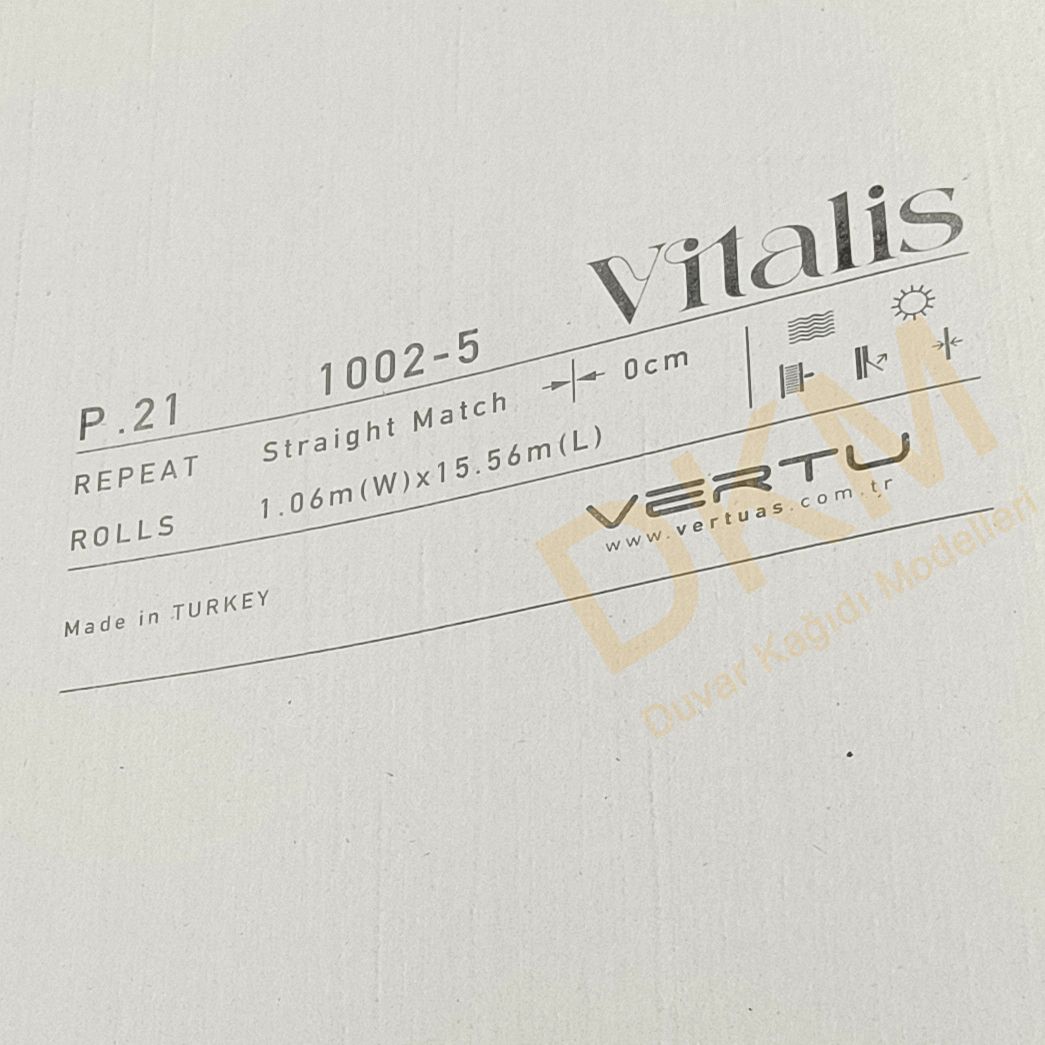 Vitalis
P.21 1002-5
REPEAT Straight Match 0cm
ROLLS 1.06m(W)x15.56m(L)
VERTU
www.vertuas.com.tr
Made in TURKEY
DKM
Duvar Kağıdı Modelleri